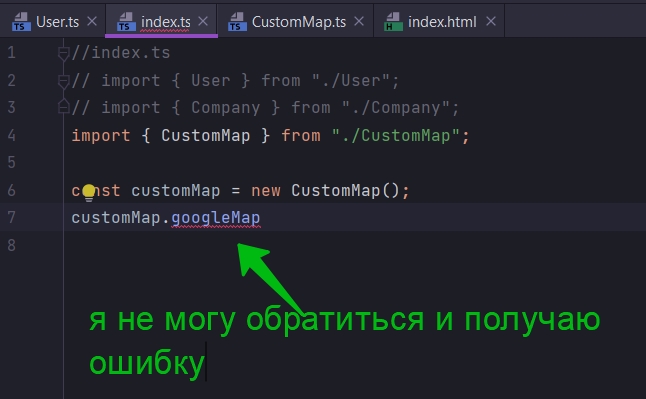 User.ts index.ts CustomMap.ts index.html
1 //index.ts
2 // import { User } from "./User";
3 // import { Company } from "./Company";
4 import { CustomMap } from "./CustomMap";
5
6 const customMap = new CustomMap();
7 customMap.googleMap
8
я не могу обратиться и получаю
ошибку